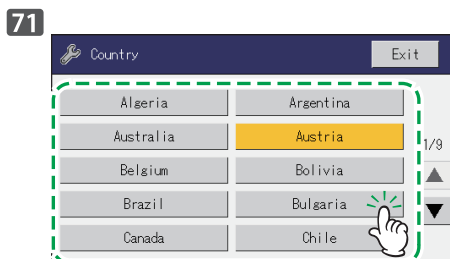 71
Country Exit
Algeria Argentina
Australia Austria
1/9
Belgium Bolivia
Brazil Bulgaria
Canada Chile